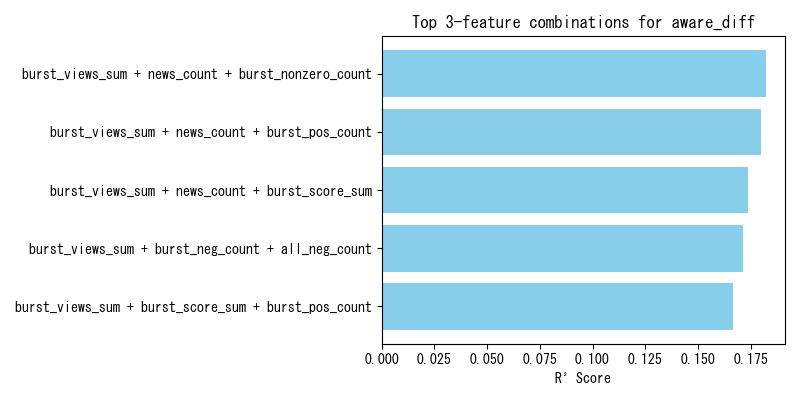 Top 3-feature combinations for aware_diff
burst_views_sum + news_count + burst_nonzero_count
burst_views_sum + news_count + burst_pos_count
burst_views_sum + news_count + burst_score_sum
burst_views_sum + burst_neg_count + all_neg_count
burst_views_sum + burst_score_sum + burst_pos_count
0.000 0.025 0.050 0.075 0.100 0.125 0.150 0.175
R² Score